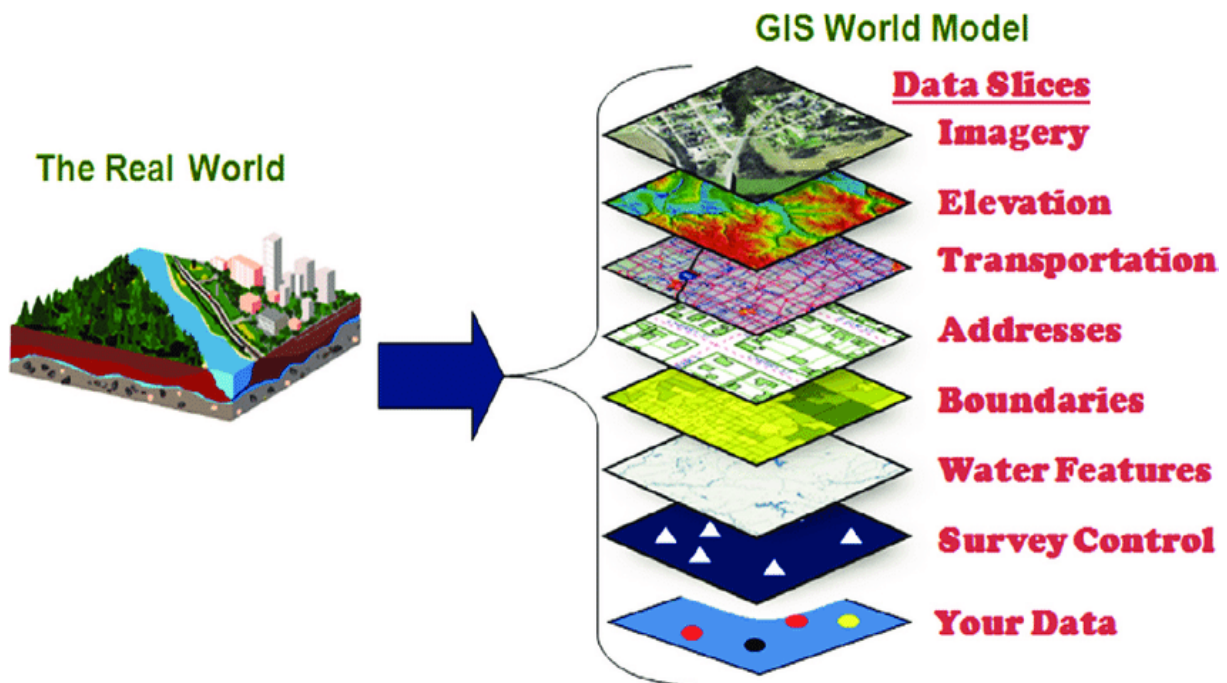 GIS World Model
The Real World
Data Slices
Imagery
Elevation
Transportation
Addresses
Boundaries
Water Features
Survey Control
Your Data